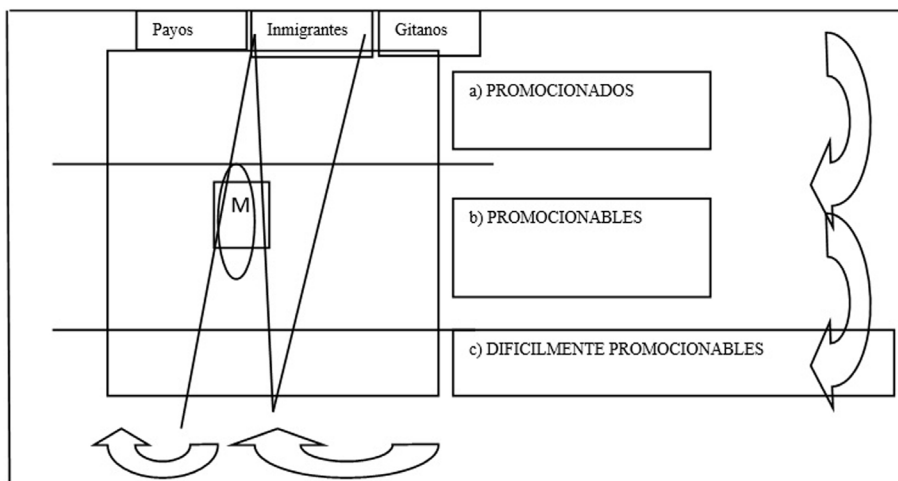 Payos Inmigrantes Gitanos
a) PROMOCIONADOS
M
b) PROMOCIONABLES
c) DIFICILMENTE PROMOCIONABLES